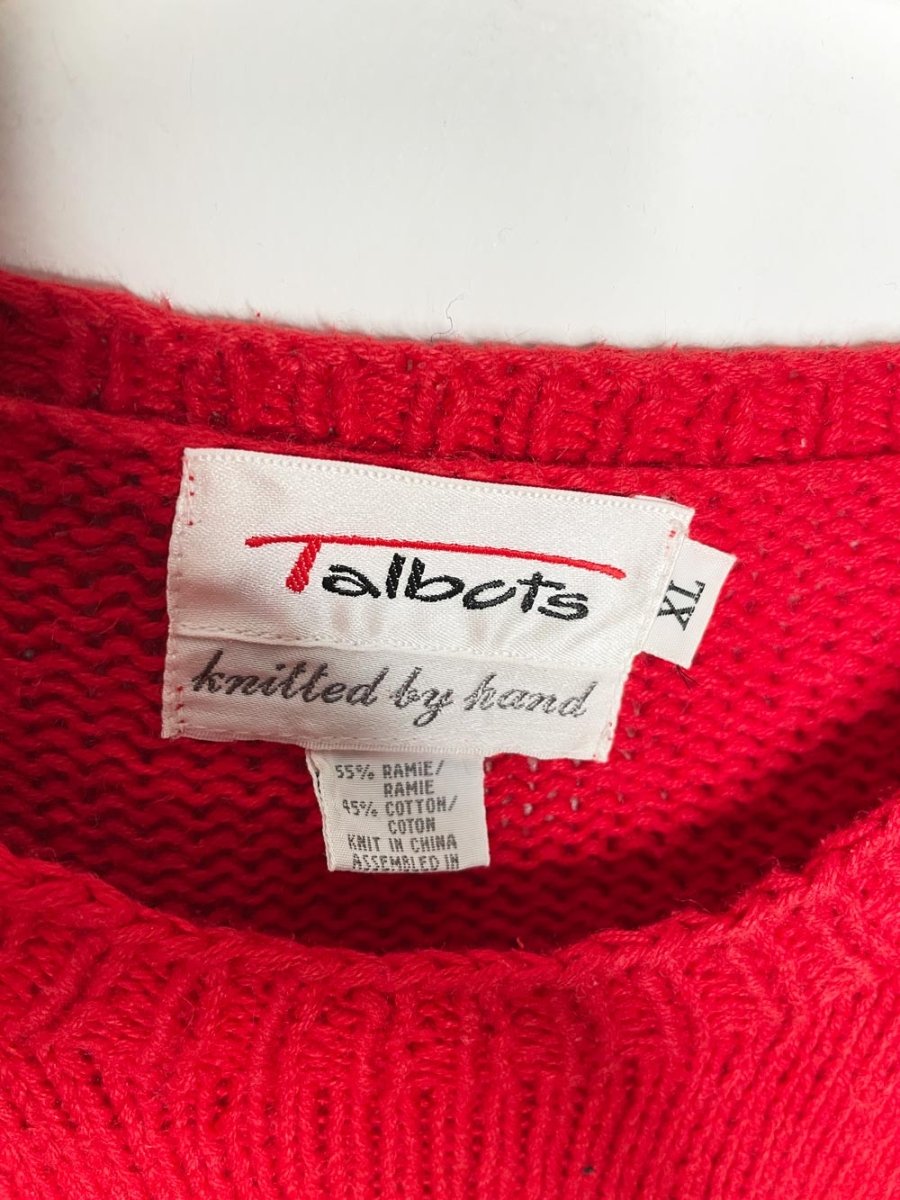 Talbots
XL
knitted by hand
55% RAMIE/
RAMIE
45% COTTON/
COTON
KNIT IN CHINA
ASSEMBLED IN